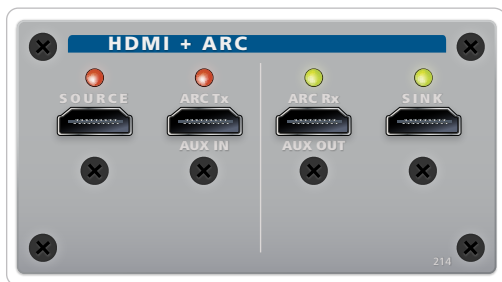 HDMI + ARC
SOURCE ARC Tx ARC Rx SINK
AUX IN AUX OUT
214